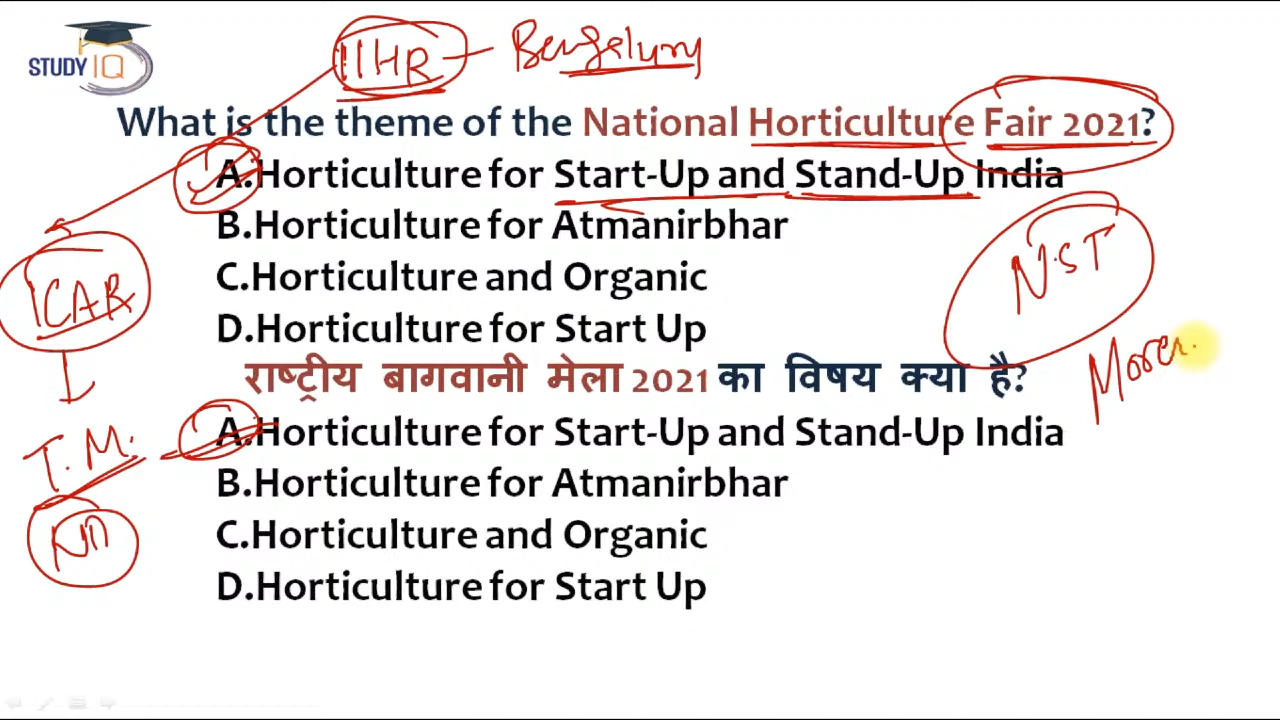 STUDY IQ
IIHR - Bengaluru
What is the theme of the National Horticulture Fair 2021?
A.Horticulture for Start-Up and Stand-Up India
B.Horticulture for Atmanirbhar
C.Horticulture and Organic
D.Horticulture for Start Up
N.S.T
ICAR
More
राष्ट्रीय बागवानी मेला 2021 का विषय क्या है?
A.Horticulture for Start-Up and Stand-Up India
T.M.
B.Horticulture for Atmanirbhar
C.Horticulture and Organic
D.Horticulture for Start Up